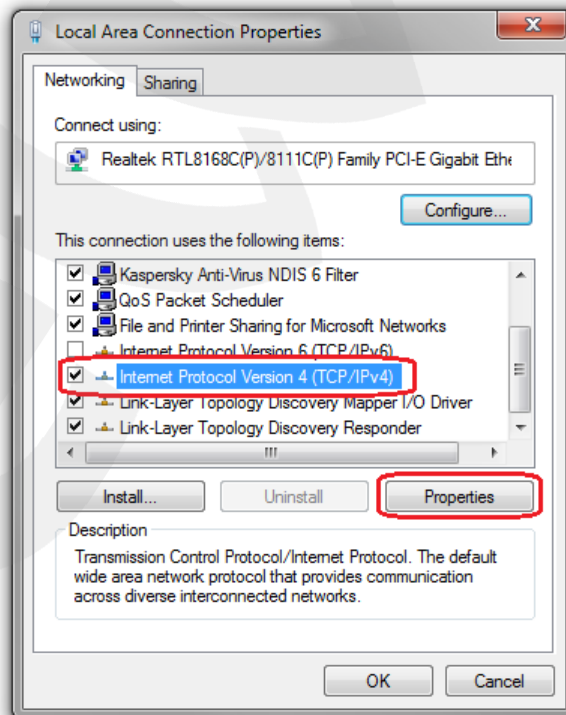 Local Area Connection Properties
Networking
Sharing
Connect using:
Realtek RTL8168C(P)/8111C(P) Family PCI-E Gigabit Ethe
Configure...
This connection uses the following items:
Kaspersky Anti-Virus NDIS 6 Filter
QoS Packet Scheduler
File and Printer Sharing for Microsoft Networks
Internet Protocol Version 6 (TCP/IPv6)
Internet Protocol Version 4 (TCP/IPv4)
Link-Layer Topology Discovery Mapper I/O Driver
Link-Layer Topology Discovery Responder
Install...
Uninstall
Properties
Description
Transmission Control Protocol/Internet Protocol. The default
wide area network protocol that provides communication
across diverse interconnected networks.
OK
Cancel